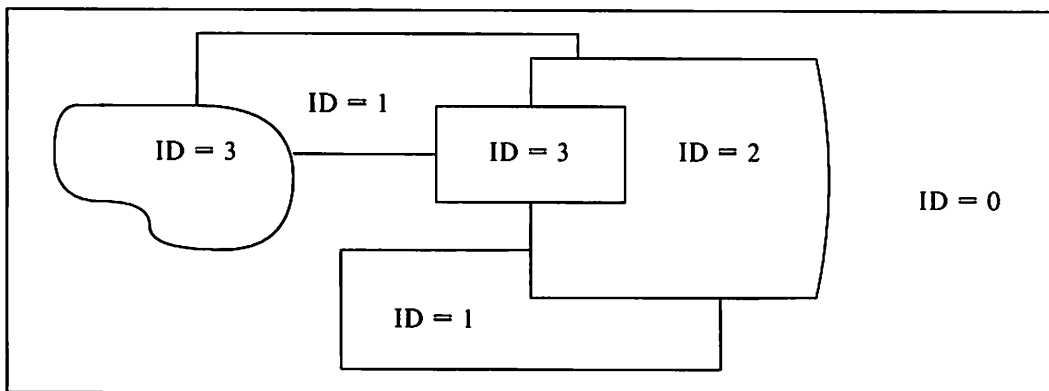 ID = 1
ID = 3
ID = 3
ID = 2
ID = 0
ID = 1